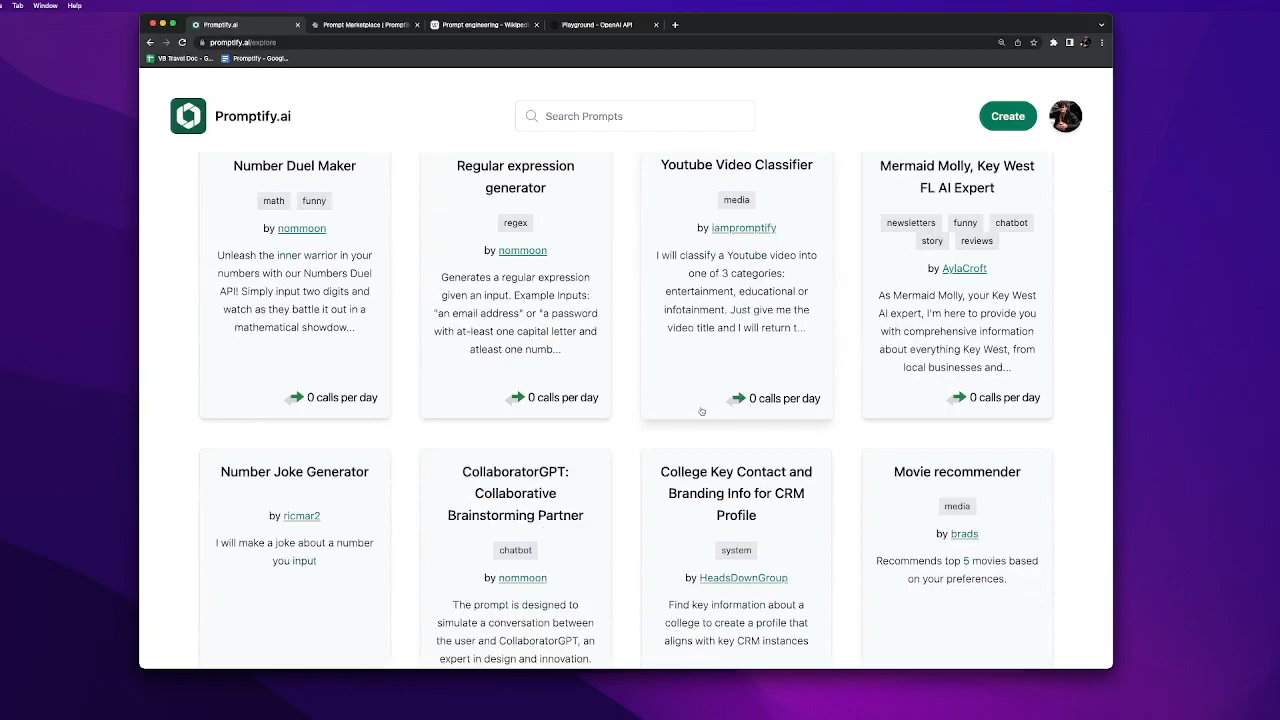 Tab Window Help
Promptify.ai
Prompt Marketplace | PromptB
Prompt engineering - Wikiped
Playground - OpenAI API
promptify.ai/explore
VB Travel Doc - G...
Promptify - Googl...
Promptify.ai
Search Prompts
Create
Number Duel Maker
math funny
by nommoon
Unleash the inner warrior in your
numbers with our Numbers Duel
API! Simply input two digits and
watch as they battle it out in a
mathematical showdow...
0 calls per day
Regular expression
generator
regex
by nommoon
Generates a regular expression
given an input. Example Inputs:
"an email address" or "a password
with at-least one capital letter and
atleast one numb...
0 calls per day
Youtube Video Classifier
media
by iampromptify
I will classify a Youtube video into
one of 3 categories:
entertainment, educational or
infotainment. Just give me the
video title and I will return t...
0 calls per day
Mermaid Molly, Key West
FL AI Expert
newsletters funny chatbot
story reviews
by AylaCroft
As Mermaid Molly, your Key West
AI expert, I'm here to provide you
with comprehensive information
about everything Key West, from
local businesses and...
0 calls per day
Number Joke Generator
by ricmar2
I will make a joke about a number
you input
CollaboratorGPT:
Collaborative
Brainstorming Partner
chatbot
by nommoon
The prompt is designed to
simulate a conversation between
the user and CollaboratorGPT, an
expert in design and innovation.
College Key Contact and
Branding Info for CRM
Profile
system
by HeadsDownGroup
Find key information about a
college to create a profile that
aligns with key CRM instances
Movie recommender
media
by brads
Recommends top 5 movies based
on your preferences.